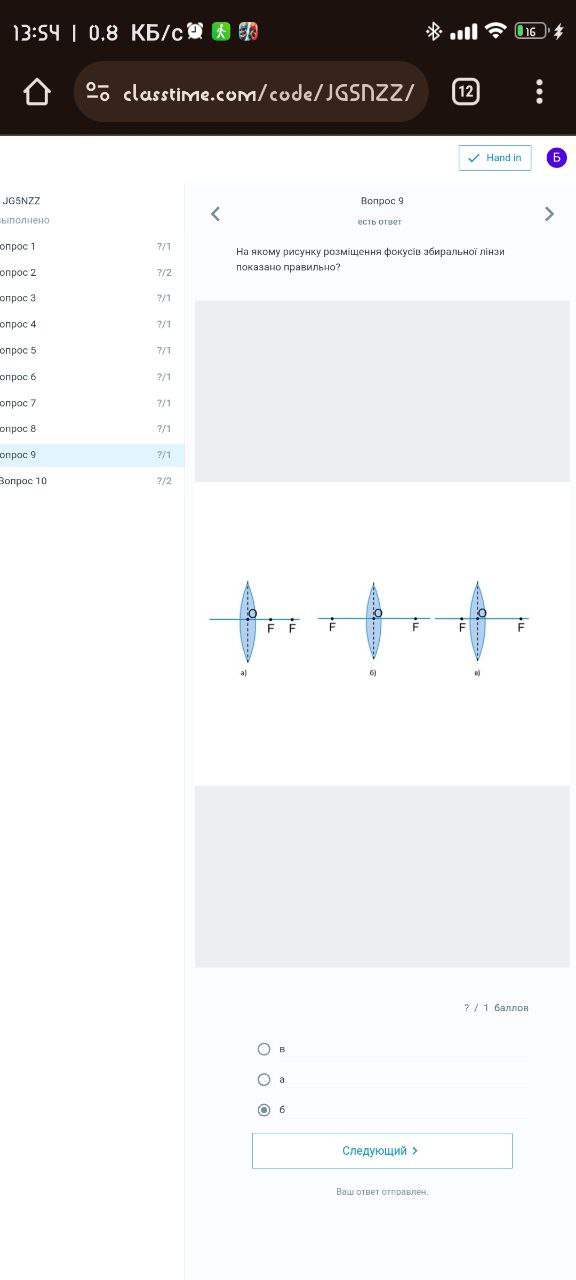 13:54 | 0.8 КБ/с
16
classtime.com/code/JG5NZZ/
12
Hand in
Б
JG5NZZ
ыполнено
опрос 1 ?/1
опрос 2 ?/2
опрос 3 ?/1
опрос 4 ?/1
опрос 5 ?/1
опрос 6 ?/1
опрос 7 ?/1
опрос 8 ?/1
опрос 9 ?/1
Вопрос 10 ?/2
Вопрос 9
есть ответ
На якому рисунку розміщення фокусів збиральної лінзи
показано правильно?
O F F
а)
F O F
б)
F O F
в)
? / 1 баллов
в
а
б
Следующий
Ваш ответ отправлен.